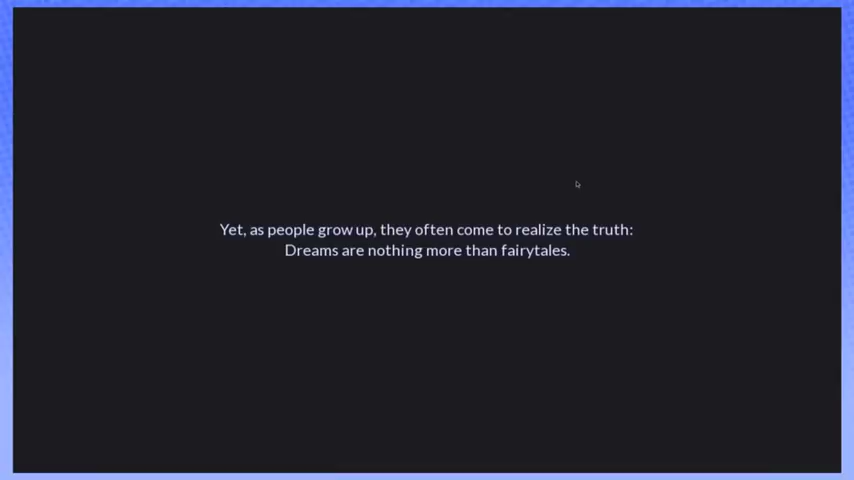 Yet, as people grow up, they often come to realize the truth:
Dreams are nothing more than fairytales.